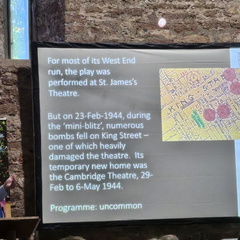 For most of its West End
run, the play was
performed at St. James's
Theatre.
But on 23-Feb-1944, during
the 'mini-blitz', numerous
bombs fell on King Street –
one of which heavily
damaged the theatre. Its
temporary new home was
the Cambridge Theatre, 29-
Feb to 6-May 1944.
Programme: uncommon